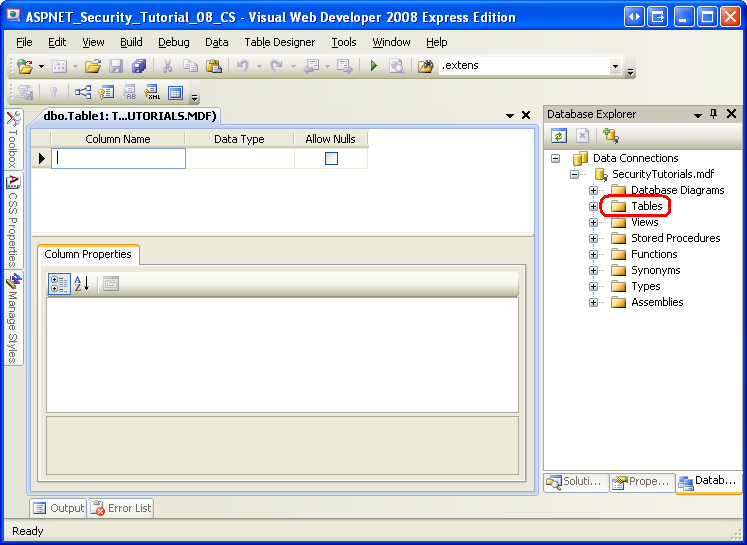 ASPNET_Security_Tutorial_08_CS - Visual Web Developer 2008 Express Edition
File Edit View Build Debug Data Table Designer Tools Window Help
.extens
dbo.Table1: T...UTORIALS.MDF)
Column Name Data Type Allow Nulls
Column Properties
Toolbox
CSS Properties
Manage Styles
Database Explorer
Data Connections
SecurityTutorials.mdf
Database Diagrams
Tables
Views
Stored Procedures
Functions
Synonyms
Types
Assemblies
Soluti... Prope... Datab...
Output Error List
Ready